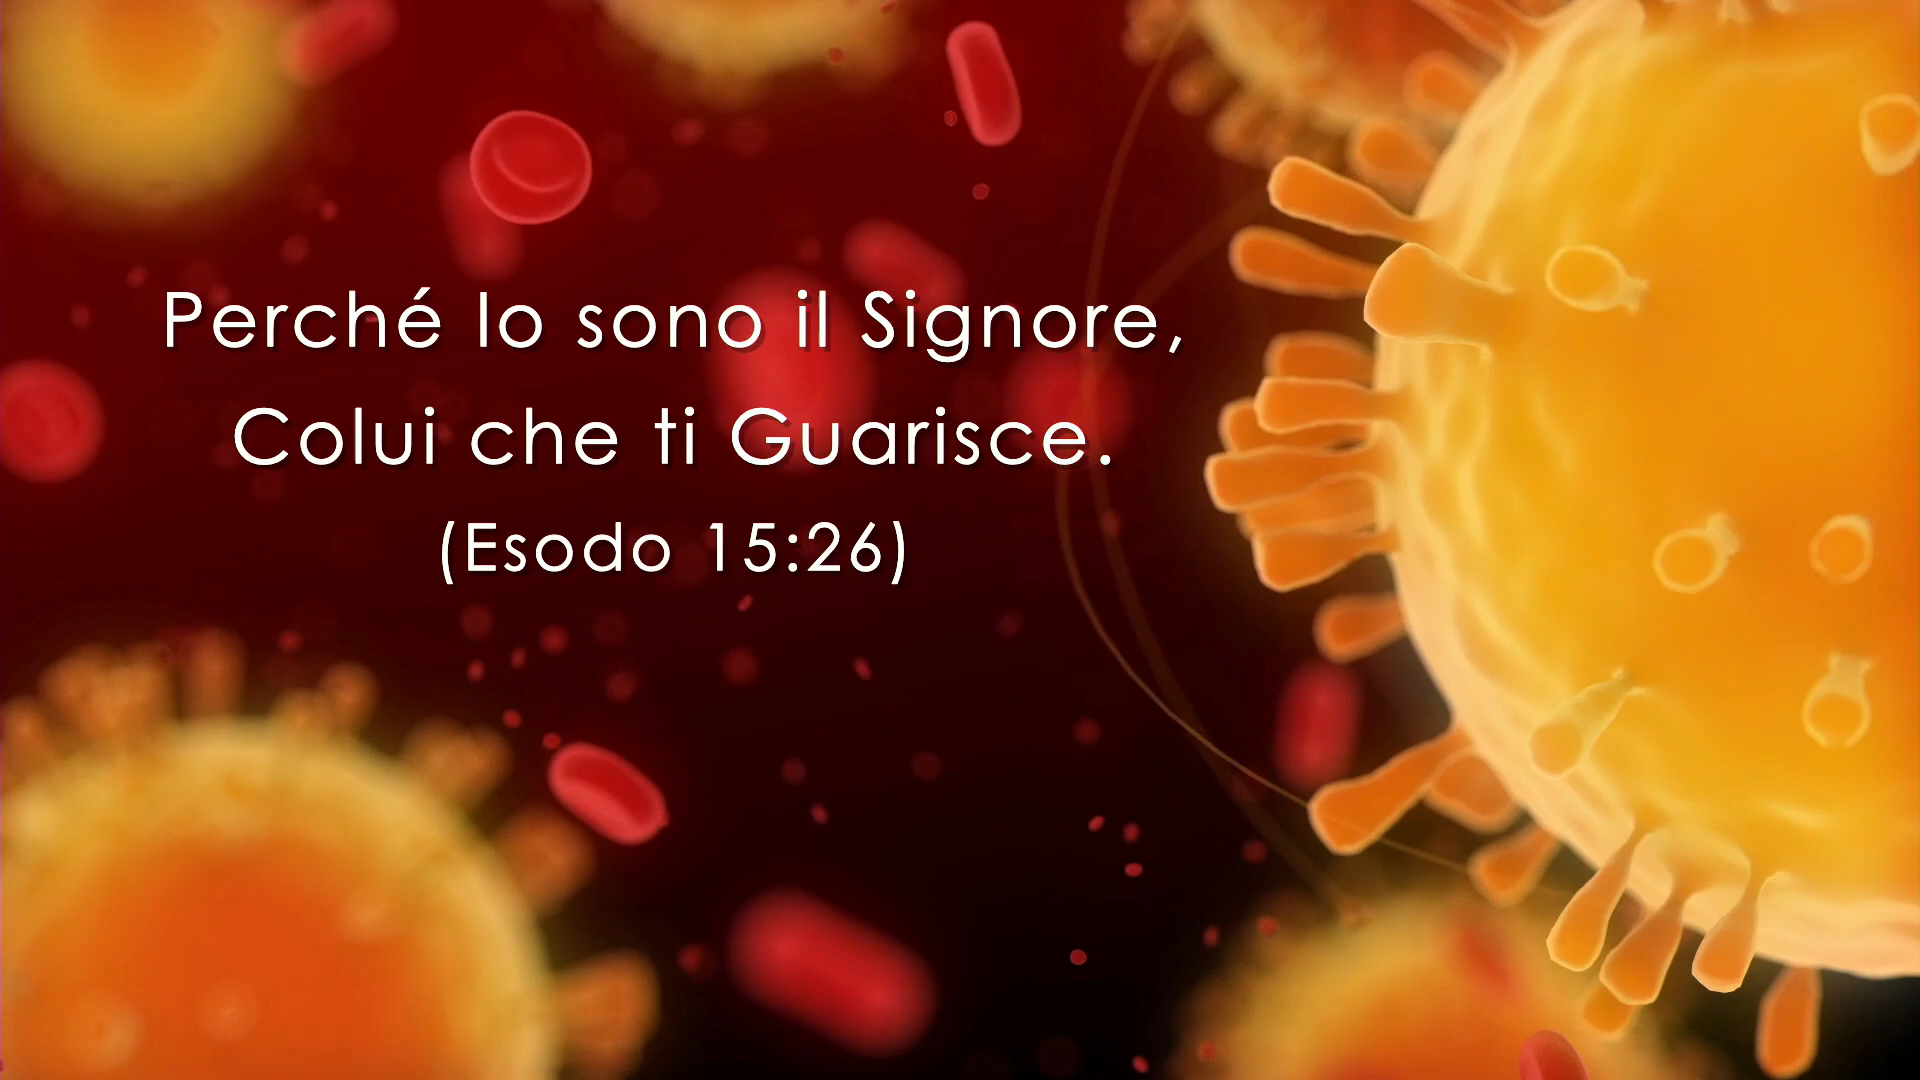 Perché Io sono il Signore,
Colui che ti Guarisce.
(Esodo 15:26)